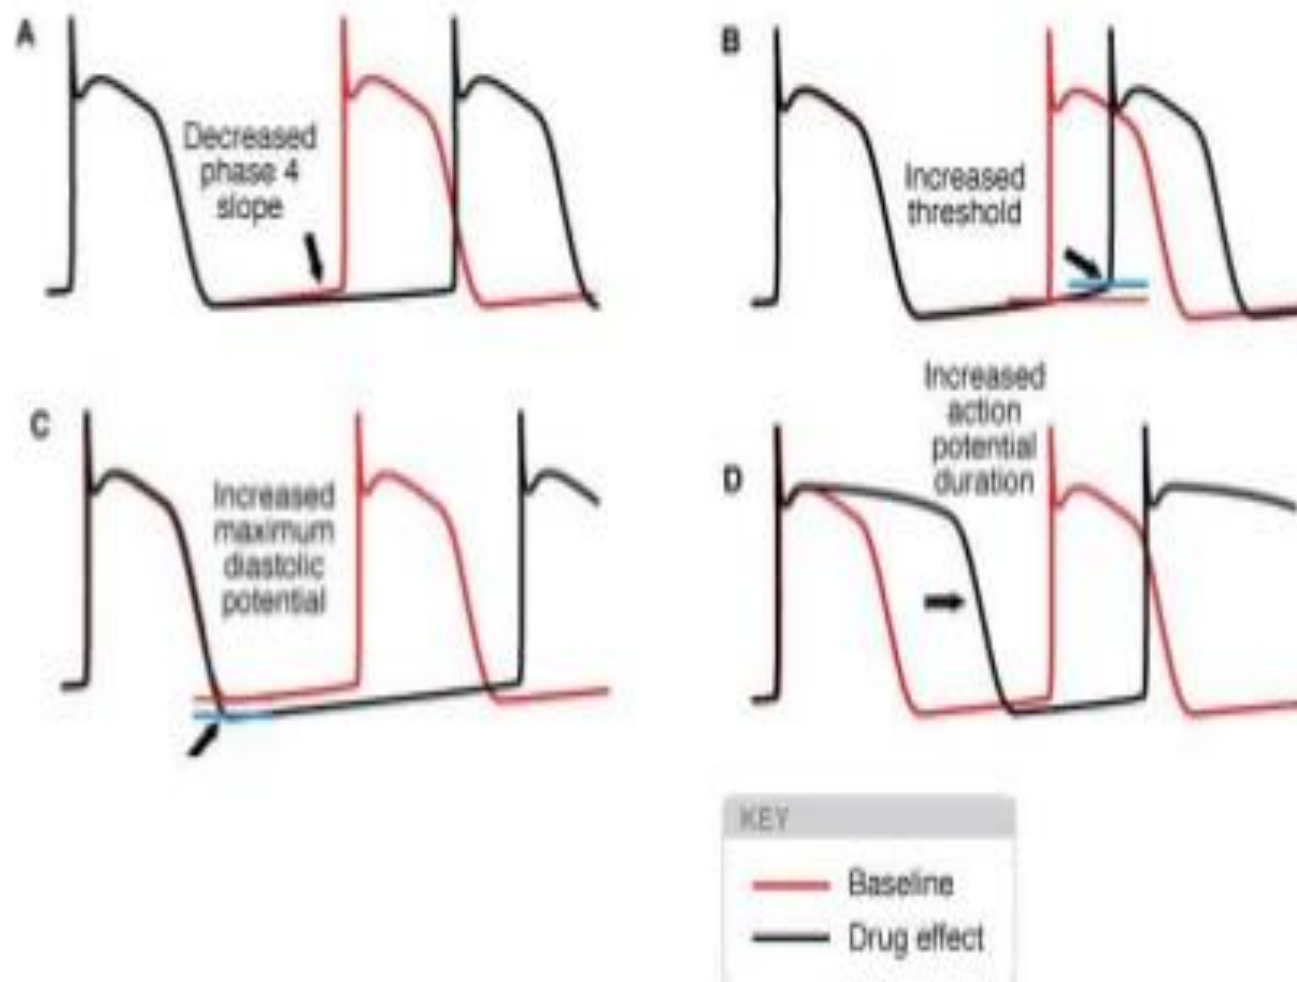 A
Decreased
phase 4
slope
B
Increased
threshold
C
Increased
maximum
diastolic
potential
D
Increased
action
potential
duration
KEY
Baseline
Drug effect